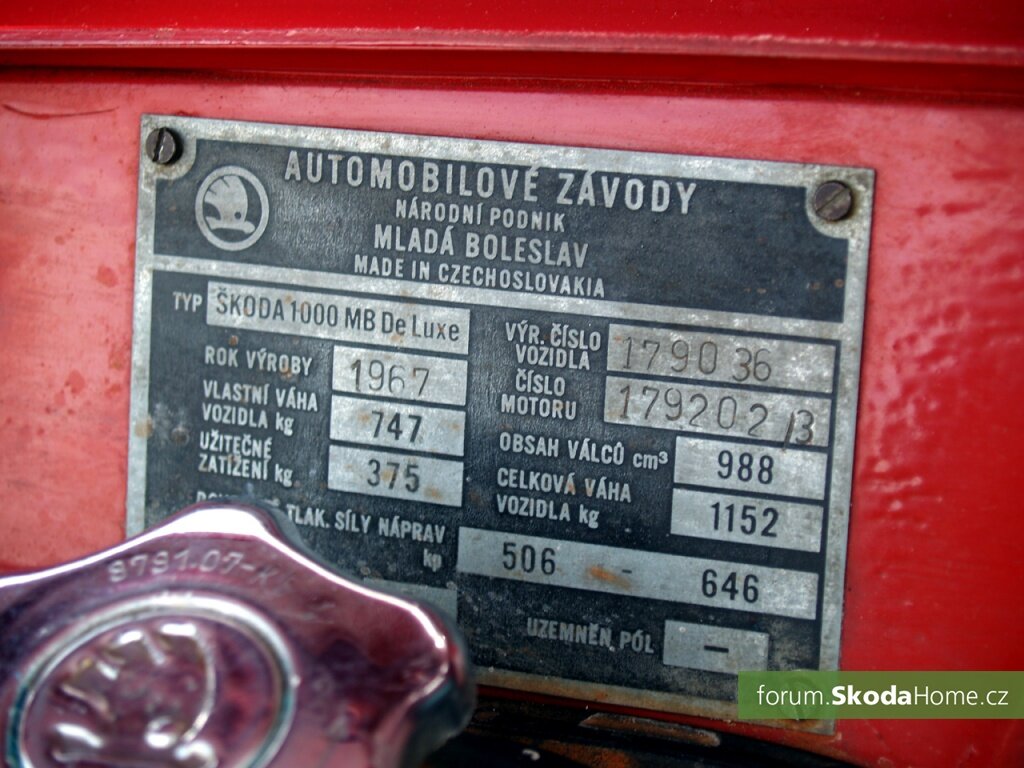 AUTOMOBILOVÉ ZÁVODY
NÁRODNÍ PODNIK
MLADÁ BOLESLAV
MADE IN CZECHOSLOVAKIA
TYP ŠKODA 1000 MB De Luxe
ROK VÝROBY 1967
VLASTNÍ VÁHA
VOZIDLA kg 747
UŽITEČNÉ
ZATÍŽENÍ kg 375
VÝR. ČÍSLO
VOZIDLA 179036
ČÍSLO
MOTORU 179202/3
OBSAH VÁLCŮ cm³ 988
CELKOVÁ VÁHA
VOZIDLA kg 1152
TLAK. SÍLY NÁPRAV
kp 506 - 646
UZEMNĚN PÓL -
forum.SkodaHome.cz